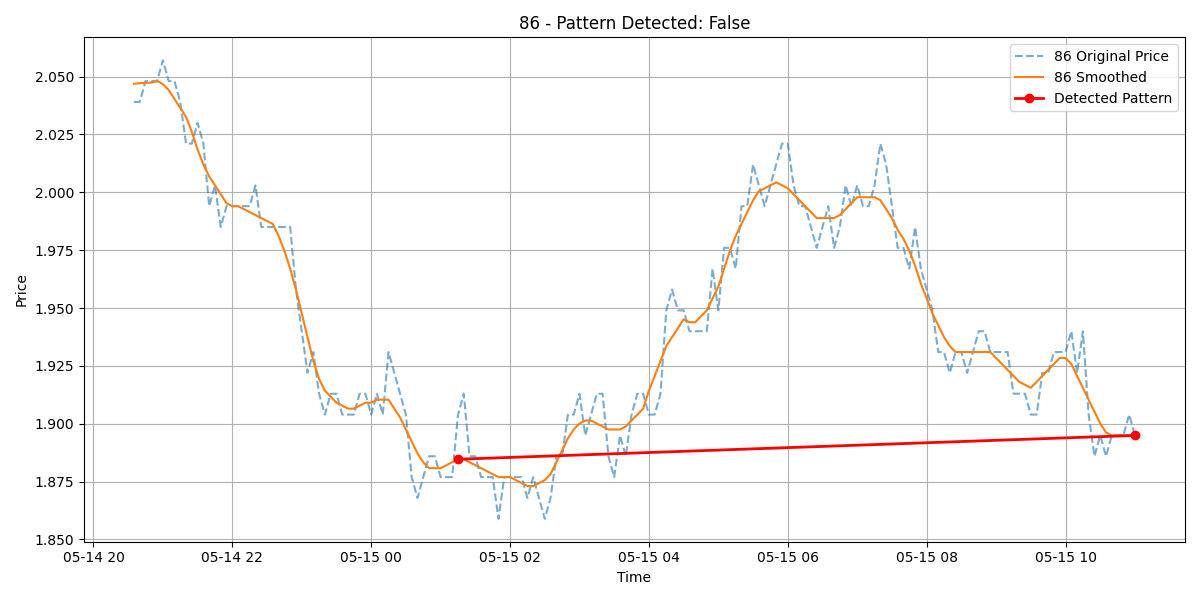 86 - Pattern Detected: False
86 Original Price
86 Smoothed
Detected Pattern
Price
2.050
2.025
2.000
1.975
1.950
1.925
1.900
1.875
1.850
05-14 20 05-14 22 05-15 00 05-15 02 05-15 04 05-15 06 05-15 08 05-15 10
Time